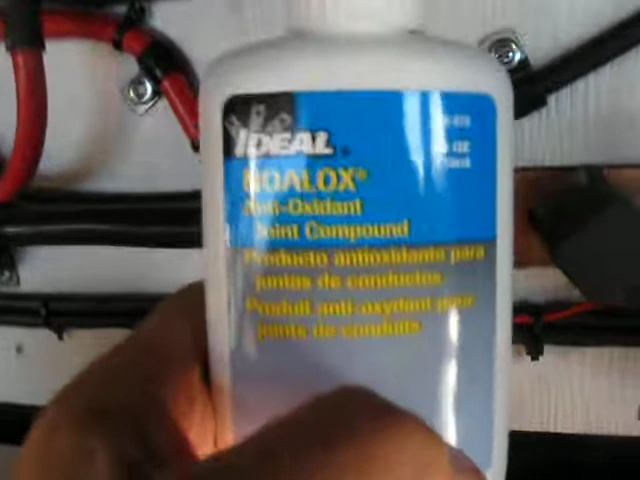 IDEAL
NOALOX®
Anti-Oxidant
Joint Compound
Producto antioxidante para
juntas de conductos
Produit anti-oxydant pour
joints de conduits
OZ